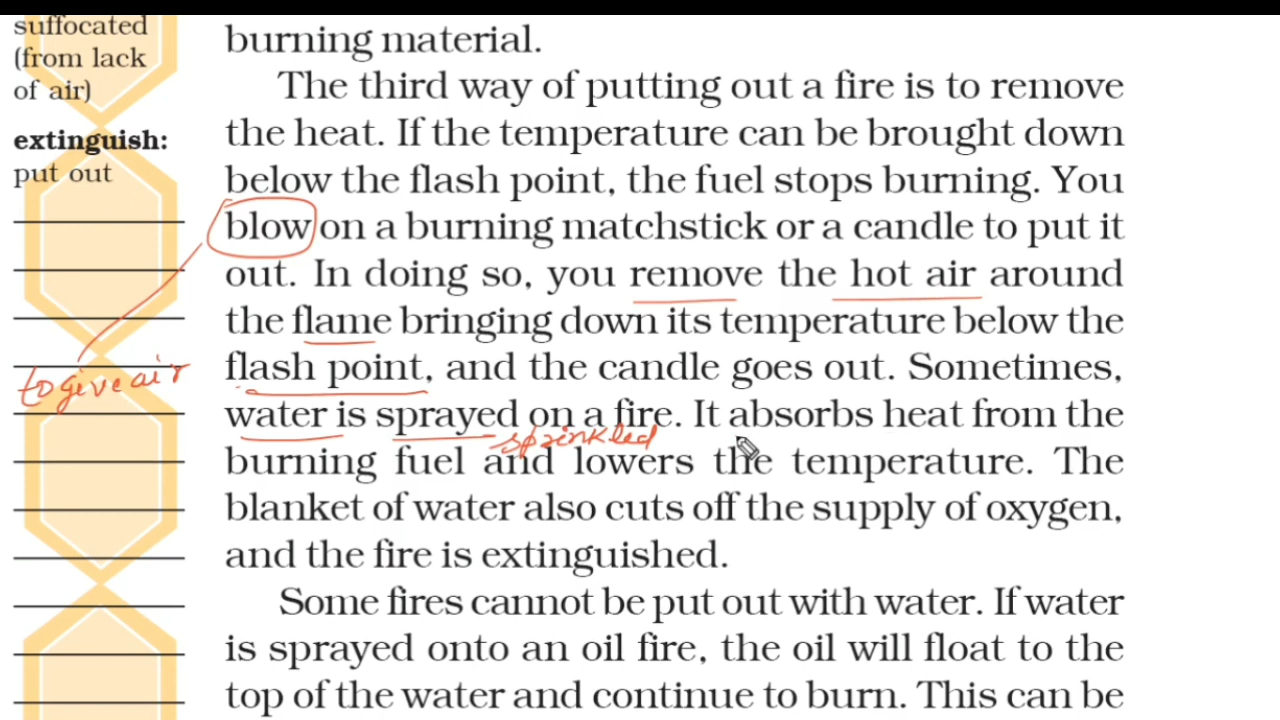 suffocated
(from lack
of air)
extinguish:
put out
to give air
burning material.
The third way of putting out a fire is to remove
the heat. If the temperature can be brought down
below the flash point, the fuel stops burning. You
blow on a burning matchstick or a candle to put it
out. In doing so, you remove the hot air around
the flame bringing down its temperature below the
flash point, and the candle goes out. Sometimes,
water is sprayed on a fire. It absorbs heat from the
sprinkled
burning fuel and lowers the temperature. The
blanket of water also cuts off the supply of oxygen,
and the fire is extinguished.
Some fires cannot be put out with water. If water
is sprayed onto an oil fire, the oil will float to the
top of the water and continue to burn. This can be